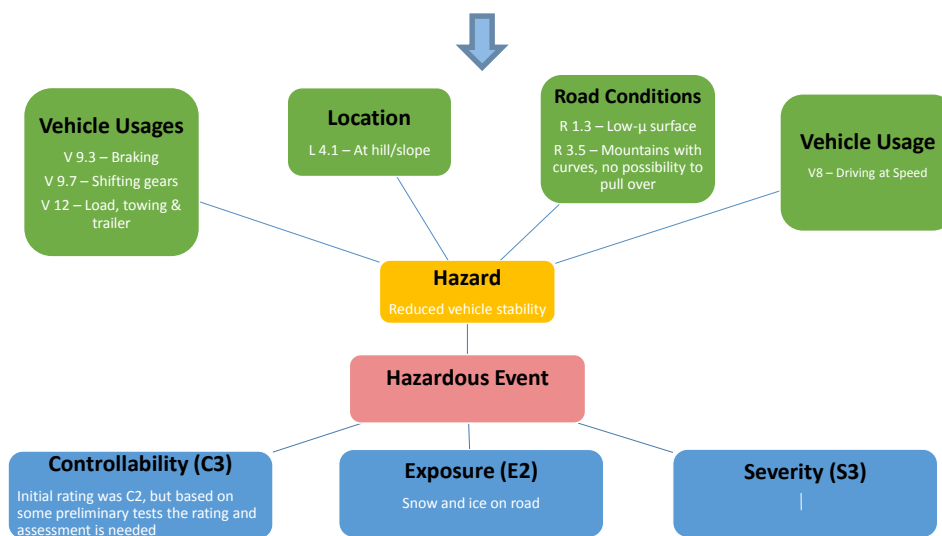 Vehicle Usages
V 9.3 – Braking
V 9.7 – Shifting gears
V 12 – Load, towing &
trailer
Location
L 4.1 – At hill/slope
Road Conditions
R 1.3 – Low-µ surface
R 3.5 – Mountains with
curves, no possibility to
pull over
Vehicle Usage
V8 – Driving at Speed
Hazard
Reduced vehicle stability
Hazardous Event
Controllability (C3)
Initial rating was C2, but based on
some preliminary tests the rating and
assessment is needed
Exposure (E2)
Snow and ice on road
Severity (S3)